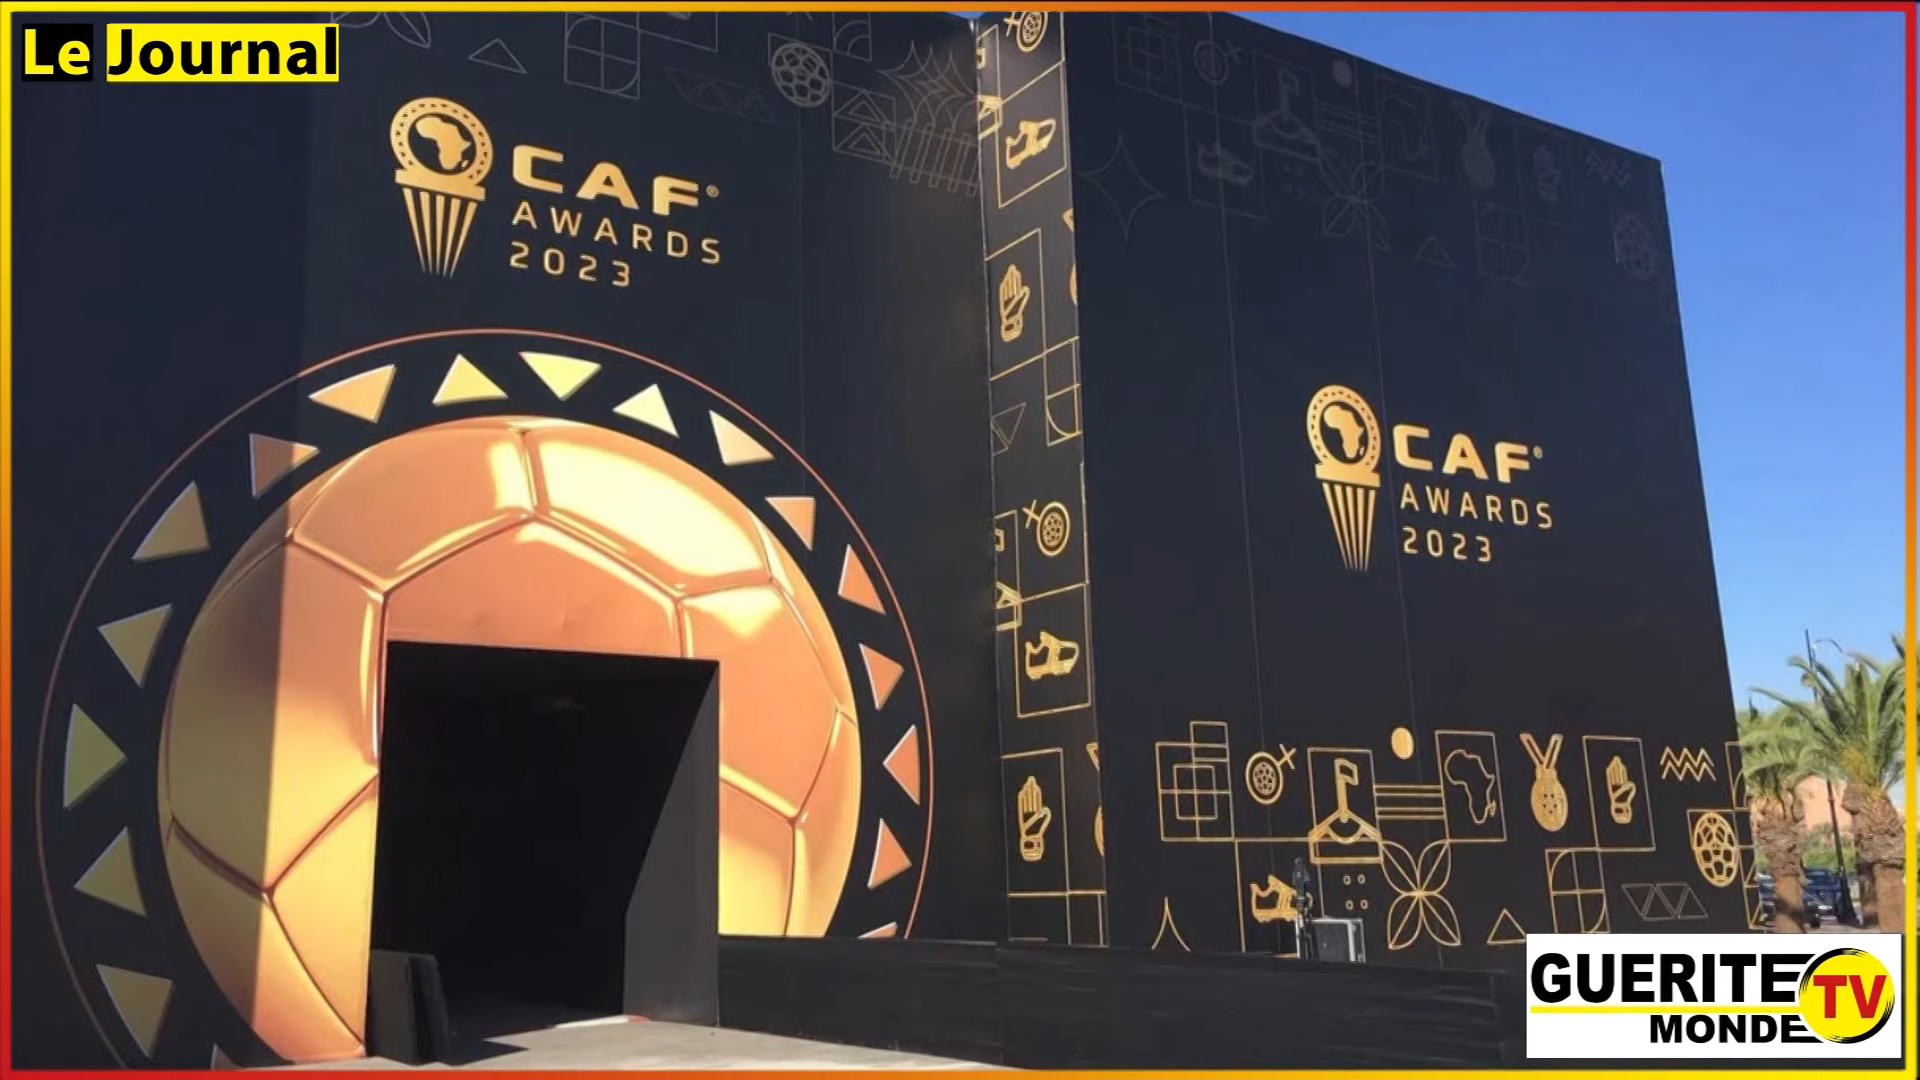 Le Journal
CAF®
AWARDS
2023
CAF®
AWARDS
2023
GUERITE TV
MONDE